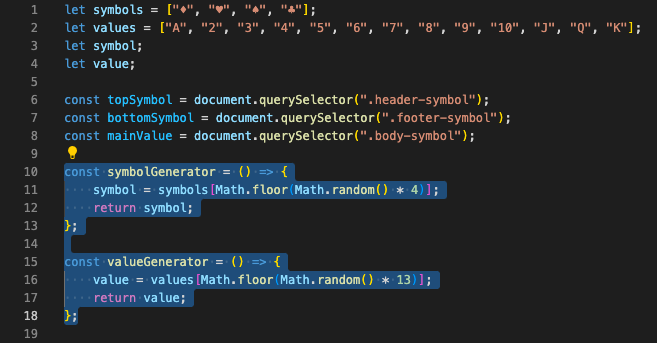 1 let symbols = ["♦", "♥", "♠", "♣"];
2 let values = ["A", "2", "3", "4", "5", "6", "7", "8", "9", "10", "J", "Q", "K"];
3 let symbol;
4 let value;
5
6 const topSymbol = document.querySelector(".header-symbol");
7 const bottomSymbol = document.querySelector(".footer-symbol");
8 const mainValue = document.querySelector(".body-symbol");
9
10 const symbolGenerator = () => {
11     symbol = symbols[Math.floor(Math.random() * 4)];
12     return symbol;
13 };
14
15 const valueGenerator = () => {
16     value = values[Math.floor(Math.random() * 13)];
17     return value;
18 };
19